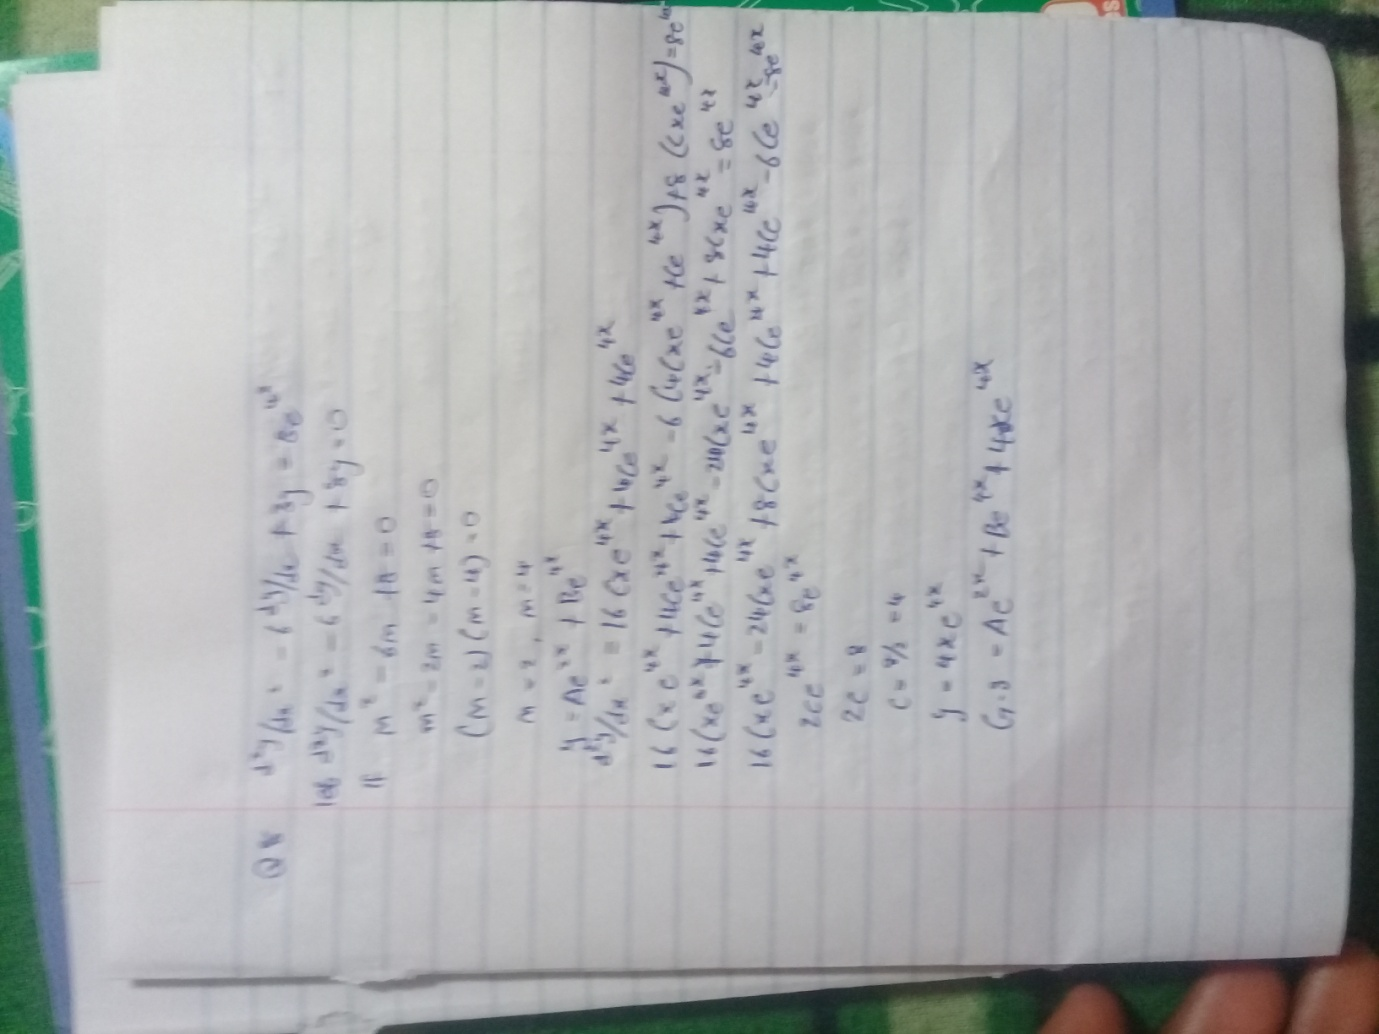 Q8 d²y/dx² - 6dy/dx + 8y = 8e^4x
let d²y/dx² - 6dy/dx + 8y = 0
If m² - 6m + 8 = 0
m² - 2m - 4m + 8 = 0
(m - 2)(m - 4) = 0
m = 2, m = 4
y = Ae^2x + Be^4x
d²y/dx² = 16Cxe^4x + 4Ce^4x + 4Ce^4x
16Cxe^4x + 4Ce^4x + 4Ce^4x - 6(4Cxe^4x + Ce^4x) + 8(Cxe^4x) = 8e^4x
16Cxe^4x + 4Ce^4x + 4Ce^4x - 24Cxe^4x - 6Ce^4x + 8Cxe^4x = 8e^4x
16Cxe^4x - 24Cxe^4x + 8Cxe^4x + 4Ce^4x + 4Ce^4x - 6Ce^4x = 8e^4x
2Ce^4x = 8e^4x
2C = 8
C = 8/2 = 4
y = 4xe^4x
G.S = Ae^2x + Be^4x + 4xe^4x